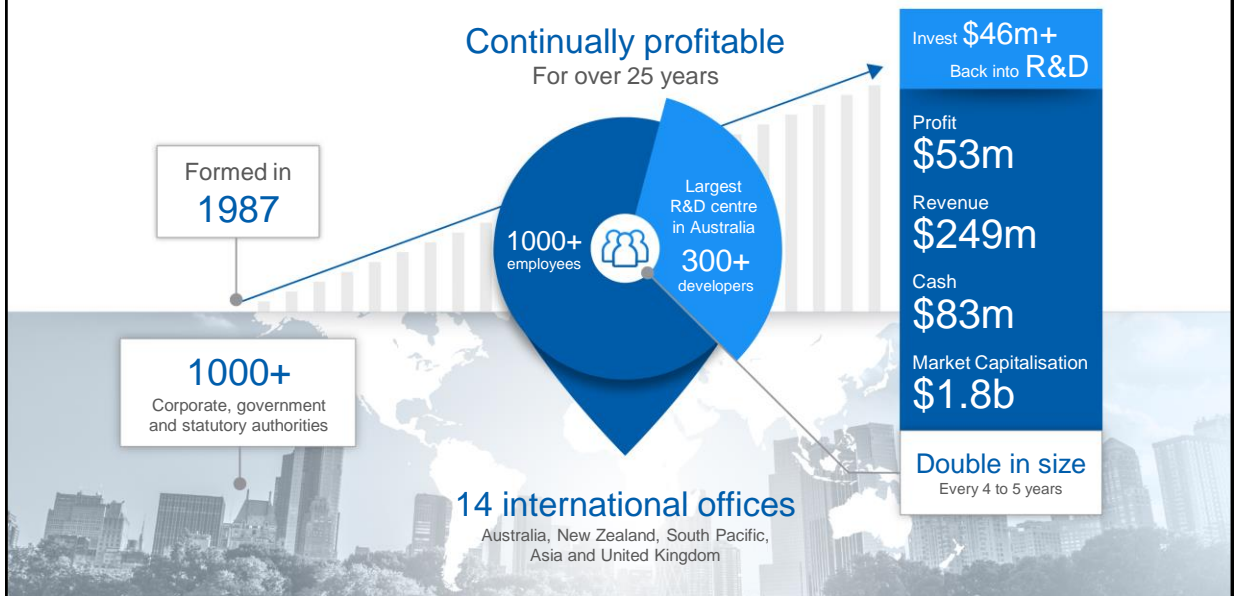 Continually profitable
For over 25 years
Formed in
1987
1000+
Corporate, government
and statutory authorities
1000+
employees
Largest
R&D centre
in Australia
300+
developers
14 international offices
Australia, New Zealand, South Pacific,
Asia and United Kingdom
Invest $46m+
Back into R&D
Profit
$53m
Revenue
$249m
Cash
$83m
Market Capitalisation
$1.8b
Double in size
Every 4 to 5 years